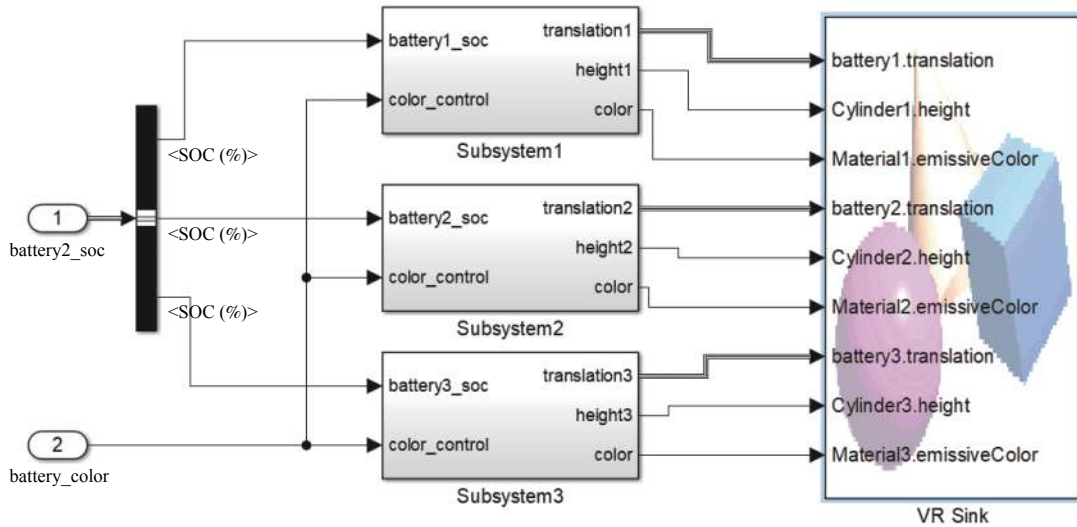 1
battery2_soc
2
battery_color
<SOC (%)>
<SOC (%)>
<SOC (%)>
battery1_soc
color_control
translation1
height1
color
Subsystem1
battery2_soc
color_control
translation2
height2
color
Subsystem2
battery3_soc
color_control
translation3
height3
color
Subsystem3
battery1.translation
Cylinder1.height
Material1.emissiveColor
battery2.translation
Cylinder2.height
Material2.emissiveColor
battery3.translation
Cylinder3.height
Material3.emissiveColor
VR Sink